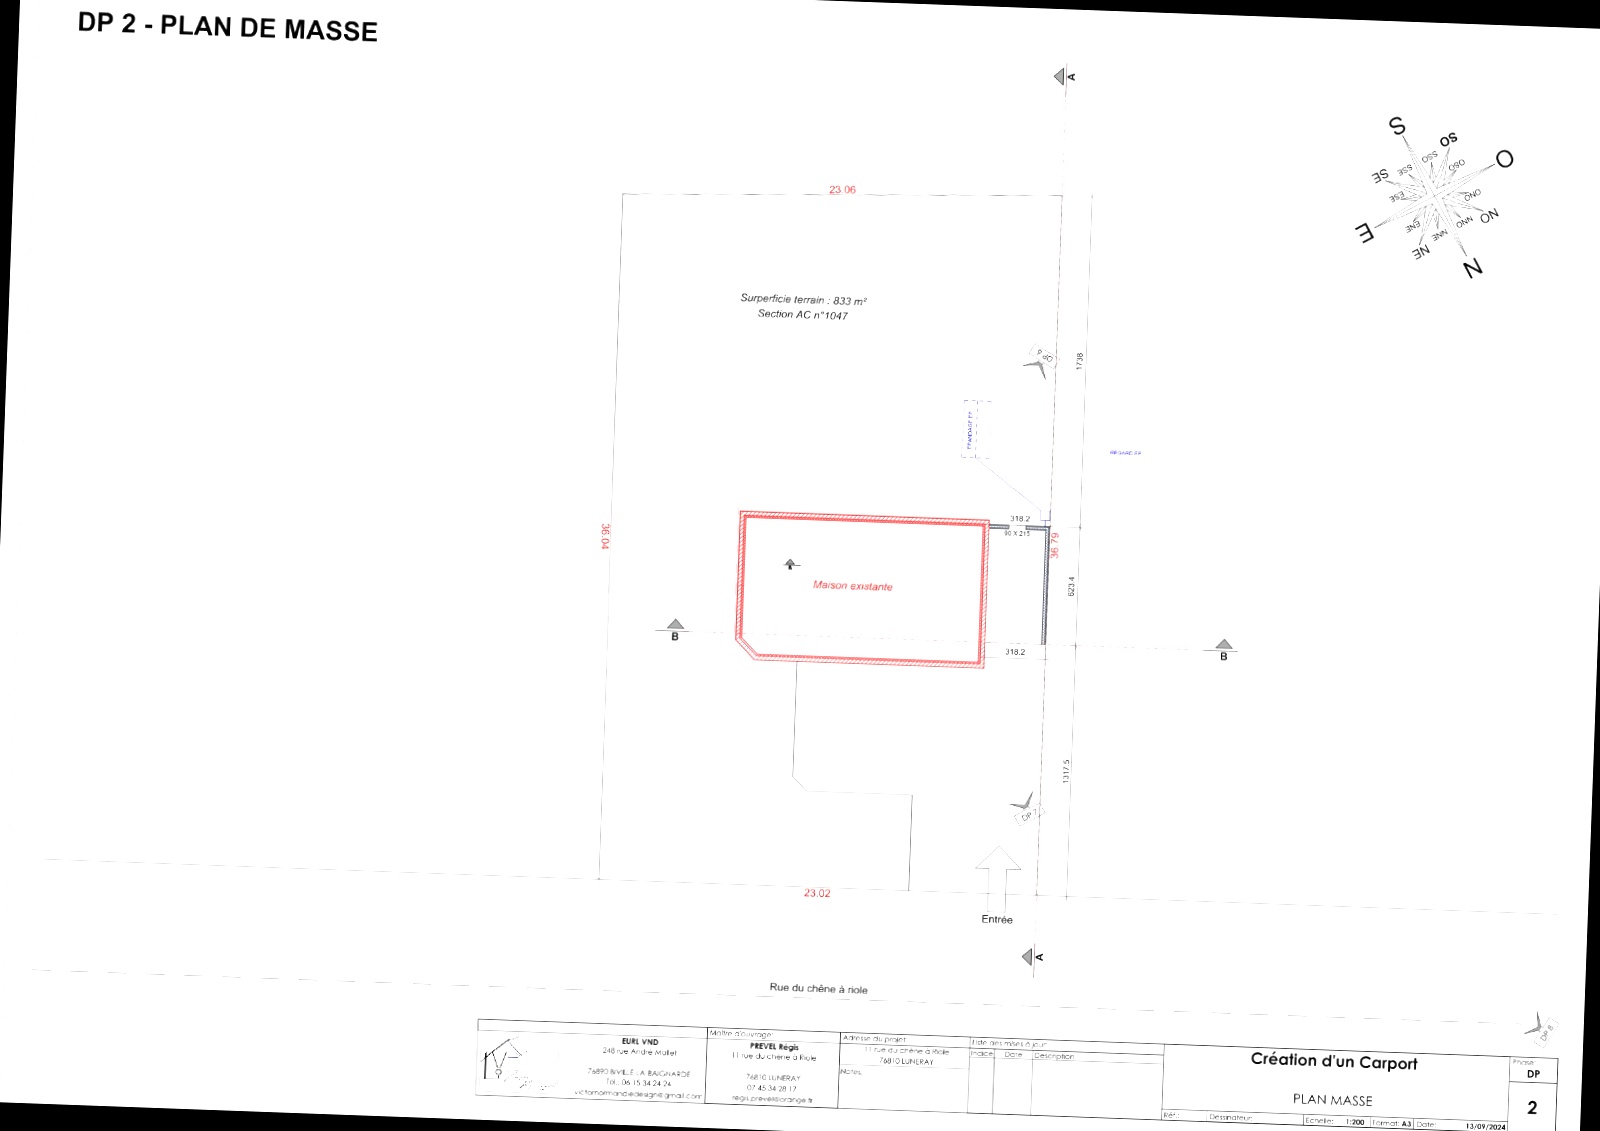 DP 2 - PLAN DE MASSE
A
S
SO
SSO
O
SSE
OSO
SE
ESE
ONO
E
ENE
NNO
NO
NNE
NE
N
23.06
Surperficie terrain : 833 m²
Section AC n°1047
DP 6
1738
EPANDAGE EP
REGARD EP
318.2
90 X 215
36.04
36.79
Maison existante
623.4
B
B
318.2
1317.5
DP 7
23.02
Entrée
A
Rue du chêne à riole
DP 8
EURL VND
248 rue André Mallet
76890 BIVILLE LA BAIGNARDE
Tél.: 06 15 34 24 24
victornormandiedesign@gmail.com
Maître d'ouvrage:
PREVEL Régis
11 rue du chêne à Riole
76810 LUNERAY
07 45 34 28 17
regis.prevel@orange.fr
Adresse du projet:
11 rue du chêne à Riole
76810 LUNERAY
Notes:
Liste des mises à jour
Indice Date Description
Création d'un Carport
PLAN MASSE
Réf.: Dessinateur: Echelle: 1:200 Format: A3 Date: 13/09/2024
Phase:
DP
2